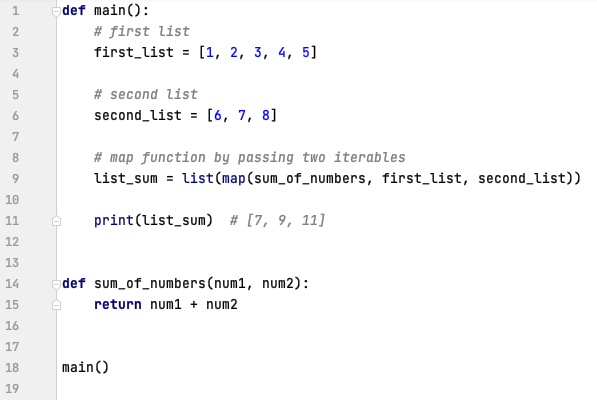 1 def main():
2 # first list
3 first_list = [1, 2, 3, 4, 5]
4
5 # second list
6 second_list = [6, 7, 8]
7
8 # map function by passing two iterables
9 list_sum = list(map(sum_of_numbers, first_list, second_list))
10
11 print(list_sum)  # [7, 9, 11]
12
13
14 def sum_of_numbers(num1, num2):
15 return num1 + num2
16
17
18 main()
19